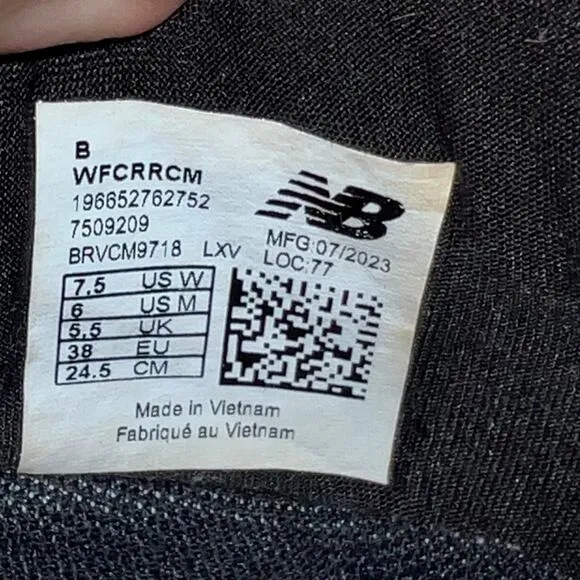 B
WFCRRCM
196652762752
7509209
BRVCM9718 LXV
NB
MFG:07/2023
LOC:77
7.5 US W
6 US M
5.5 UK
38 EU
24.5 CM
Made in Vietnam
Fabriqué au Vietnam